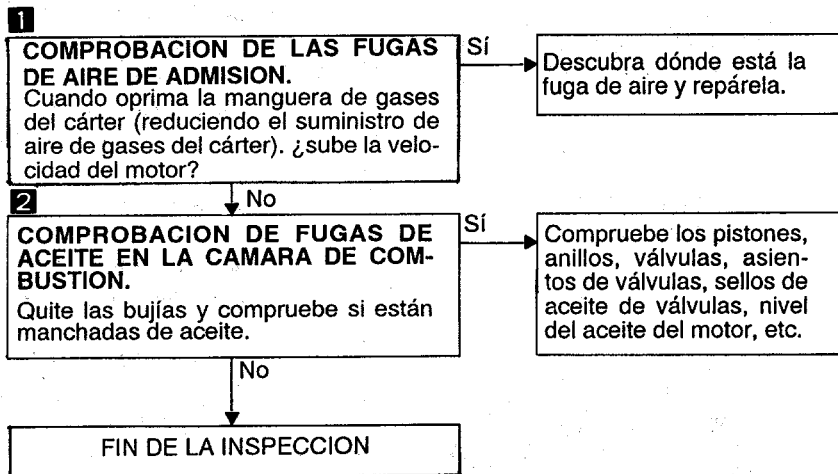 1
COMPROBACION DE LAS FUGAS
DE AIRE DE ADMISION.
Cuando oprima la manguera de gases
del cárter (reduciendo el suministro de
aire de gases del cárter). ¿sube la velo-
cidad del motor?
Sí
Descubra dónde está la
fuga de aire y repárela.
No
2
COMPROBACION DE FUGAS DE
ACEITE EN LA CAMARA DE COM-
BUSTION.
Quite las bujías y compruebe si están
manchadas de aceite.
Sí
Compruebe los pistones,
anillos, válvulas, asien-
tos de válvulas, sellos de
aceite de válvulas, nivel
del aceite del motor, etc.
No
FIN DE LA INSPECCION